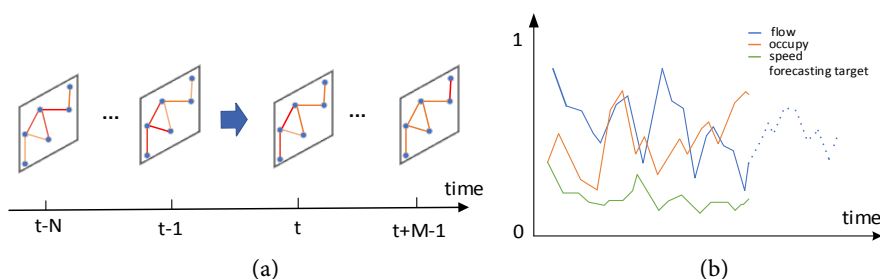 ... ...
time
t-N t-1 t t+M-1
(a)
1
flow
occupy
speed
forecasting target
0
time
(b)